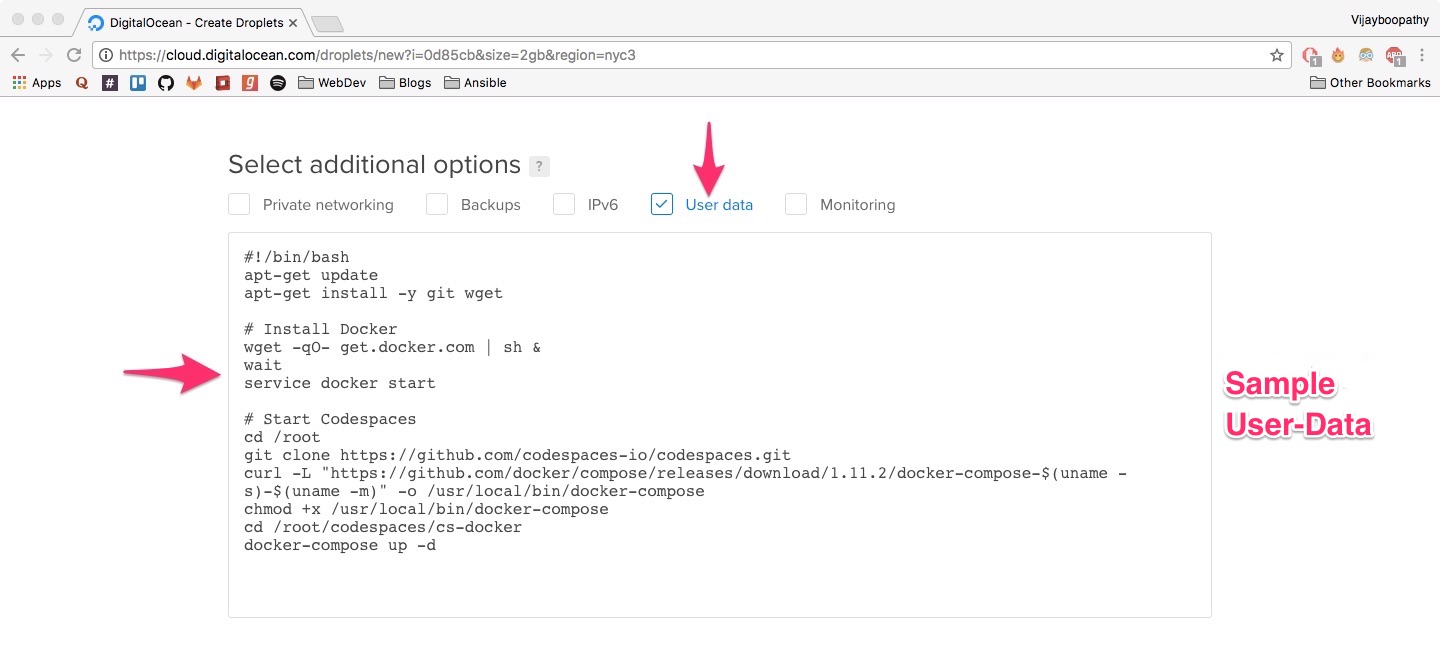 DigitalOcean - Create Droplets
Vijayboopathy
https://cloud.digitalocean.com/droplets/new?i=0d85cb&size=2gb&region=nyc3
1
ABP 1
Apps
Q
#
g
WebDev
Blogs
Ansible
Other Bookmarks
Select additional options ?
Private networking
Backups
IPv6
User data
Monitoring
#!/bin/bash
apt-get update
apt-get install -y git wget
# Install Docker
wget -qO- get.docker.com | sh &
wait
service docker start
# Start Codespaces
cd /root
git clone https://github.com/codespaces-io/codespaces.git
curl -L "https://github.com/docker/compose/releases/download/1.11.2/docker-compose-$(uname -
s)-$(uname -m)" -o /usr/local/bin/docker-compose
chmod +x /usr/local/bin/docker-compose
cd /root/codespaces/cs-docker
docker-compose up -d
Sample
User-Data